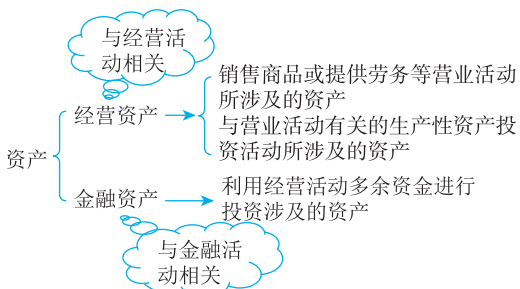 与经营活
动相关
经营资产
销售商品或提供劳务等营业活动
所涉及的资产
与营业活动有关的生产性资产投
资活动所涉及的资产
资产
金融资产
利用经营活动多余资金进行
投资涉及的资产
与金融活
动相关